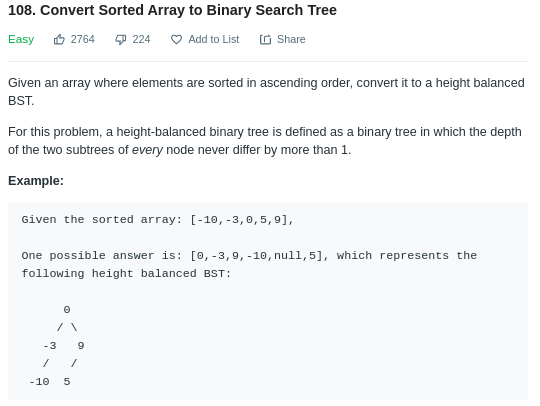 108. Convert Sorted Array to Binary Search Tree
Easy 2764 224 Add to List Share
Given an array where elements are sorted in ascending order, convert it to a height balanced
BST.
For this problem, a height-balanced binary tree is defined as a binary tree in which the depth
of the two subtrees of every node never differ by more than 1.
Example:
Given the sorted array: [-10,-3,0,5,9],
One possible answer is: [0,-3,9,-10,null,5], which represents the
following height balanced BST:
0
/ \
-3 9
/ /
-10 5